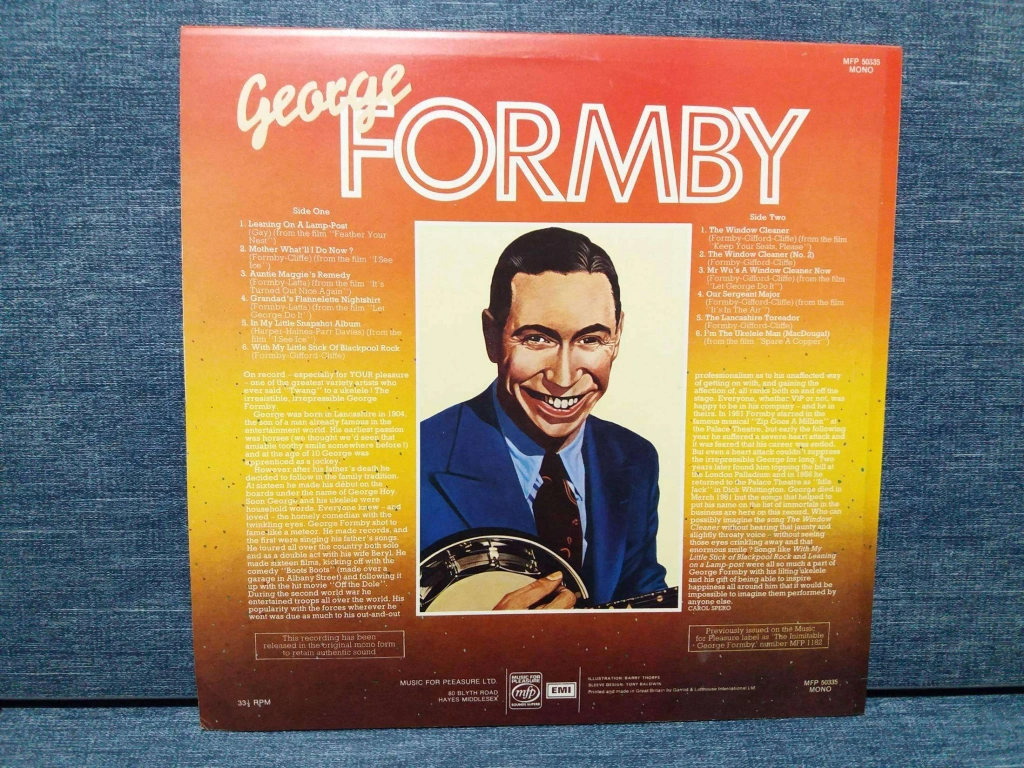 George
FORMBY
MFP 50335
MONO
Side One
1. Leaning On A Lamp-Post
(Gay) (from the film "Feather Your
Nest")
2. Mother What'll I Do Now ?
(Formby-Cliffe) (from the film "I See
Ice")
3. Auntie Maggie's Remedy
(Formby-Latta) (from the film "It's
Turned Out Nice Again")
4. Grandad's Flannelette Nightshirt
(Formby-Latta) (from the film "Let
George Do It")
5. In My Little Snapshot Album
(Harper-Haines-Parr Davies) (from the
film "I See Ice")
6. With My Little Stick Of Blackpool Rock
(Formby-Gifford-Cliffe)
On record – especially for YOUR pleasure
– one of the greatest variety artists who
ever said "Twang" to a ukelele ! The
irresistible, irrepressible George
Formby.
George was born in Lancashire in 1904,
the son of a man already famous in the
entertainment world. His earliest passion
was horses (we thought we'd seen that
amiable toothy smile somewhere before !)
and at the age of 10 George was
apprenticed as a jockey.
However after his father's death he
decided to follow in the family tradition.
At sixteen he made his début on the
boards under the name of George Hoy.
Soon George and his ukulele were
household words. Everyone knew – and
loved – the homely comedian with the
twinkling eyes. George Formby shot to
fame like a meteor. He made records, and
the first were singing his father's songs.
He toured all over the country both solo
and as a double act with his wife Beryl. He
made sixteen films, kicking off with the
comedy "Boots Boots" (made over a
garage in Albany Street) and following it
up with the hit movie "Off the Dole".
During the second world war he
entertained troops all over the world. His
popularity with the forces wherever he
went was due as much to his out-and-out
Side Two
1. The Window Cleaner
(Formby-Gifford-Cliffe) (from the film
"Keep Your Seats, Please")
2. The Window Cleaner (No. 2)
(Formby-Gifford-Cliffe)
3. Mr Wu's A Window Cleaner Now
(Formby-Gifford-Cliffe) (from the film
"Let George Do It")
4. Our Sergeant Major
(Formby-Gifford-Cliffe) (from the film
"It's In The Air")
5. The Lancashire Toreador
(Formby-Gifford-Cliffe)
6. I'm The Ukulele Man (MacDougal)
(from the film "Spare A Copper")
professionalism as to his unaffected way
of getting on with, and gaining the
affection of, all ranks both on and off the
stage. Everyone, whether VIP or not, was
happy to be in his company – and he in
theirs. In 1951 Formby starred in the
famous musical "Zip Goes A Million" at
the Palace Theatre, but early the following
year he suffered a severe heart attack and
it was feared that his career was ended.
But even a heart attack couldn't suppress
the irrepressible George for long. Two
years later found him topping the bill at
the London Palladium and in 1956 he
returned to the Palace Theatre as "Idle
Jack" in Dick Whittington. George died in
March 1961 but the songs that helped to
put his name on the list of immortals in the
business are here on this record. Who can
possibly imagine the song The Window
Cleaner without hearing that jaunty and
slightly throaty voice – without seeing
those eyes crinkling away and that
enormous smile ? Songs like With My
Little Stick of Blackpool Rock and Leaning
on a Lamp-post were all so much a part of
George Formby with his lilting ukulele
and his gift of being able to inspire
happiness all around him that it would be
impossible to imagine them performed by
anyone else.
CAROL SPERO
This recording has been
released in the original mono form
to retain authentic sound
Previously issued on the Music
for Pleasure label as 'The Inimitable
George Formby' number MFP 1182
33⅓ RPM
MUSIC FOR PLEASURE LTD.
80 BLYTH ROAD
HAYES MIDDLESEX
MUSIC FOR
PLEASURE
mfp
SOUNDS SUPERB
EMI
ILLUSTRATION: BARRY THORPE
SLEEVE DESIGN: TONY BALDWIN
Printed and made in Great Britain by Garrod & Lofthouse International Ltd
MFP 50335
MONO